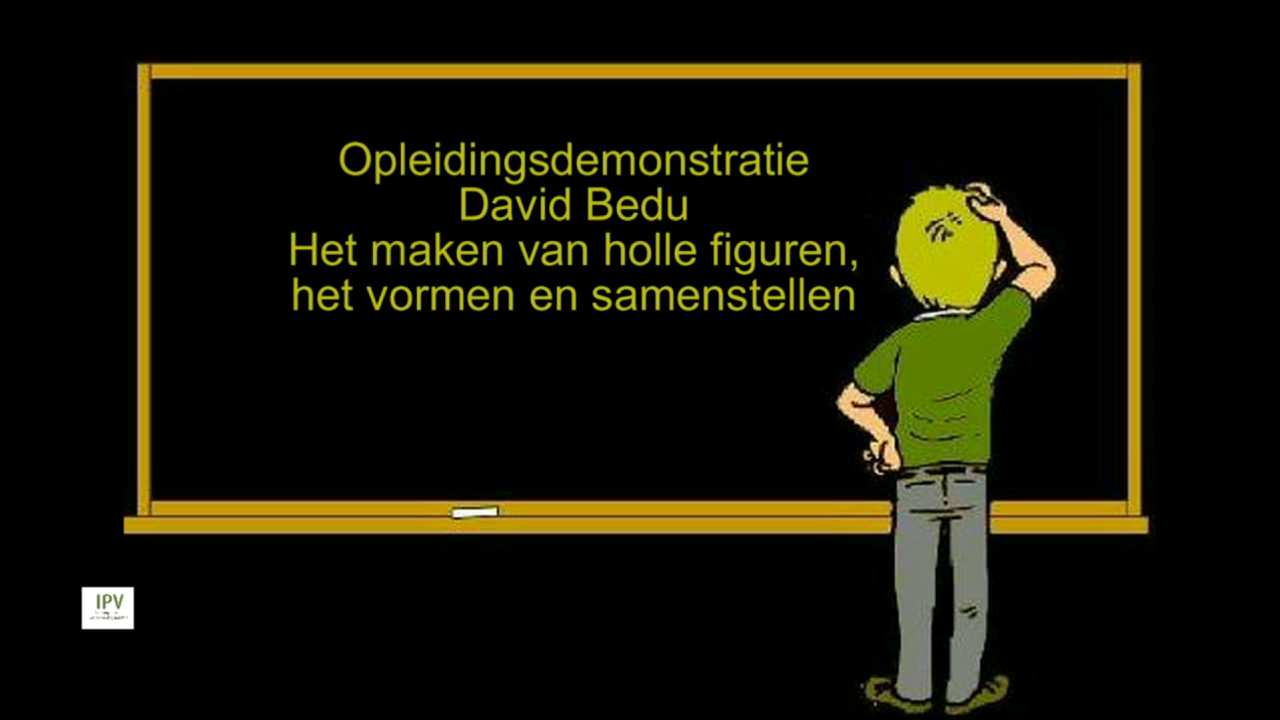 Opleidingsdemonstratie
David Bedu
Het maken van holle figuren,
het vormen en samenstellen
IPV